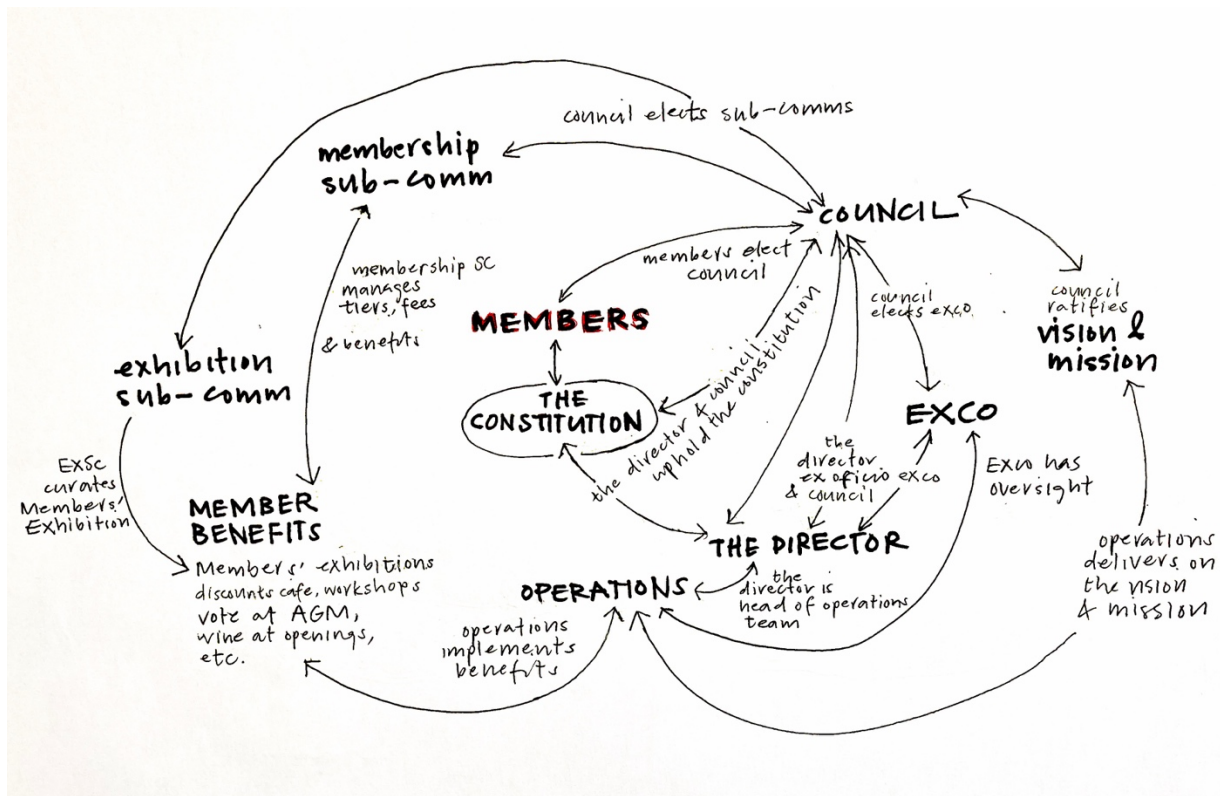 council elects sub-comms
membership
sub-comm
COUNCIL
members elect
council
membership SC
manages
tiers, fees
& benefits
MEMBERS
council
elects exco
council
ratifies
vision &
mission
exhibition
sub-comm
THE
CONSTITUTION
the director & council
uphold the constitution
EXCO
the
director
ex oficio exco
& council
Exco has
oversight
ExSc
curates
Members'
Exhibition
MEMBER
BENEFITS
Members' exhibitions
discounts cafe, workshops
vote at AGM,
wine at openings,
etc.
THE DIRECTOR
OPERATIONS
the
director is
head of operations
team
operations
implements
benefits
operations
delivers on
the vision
& mission